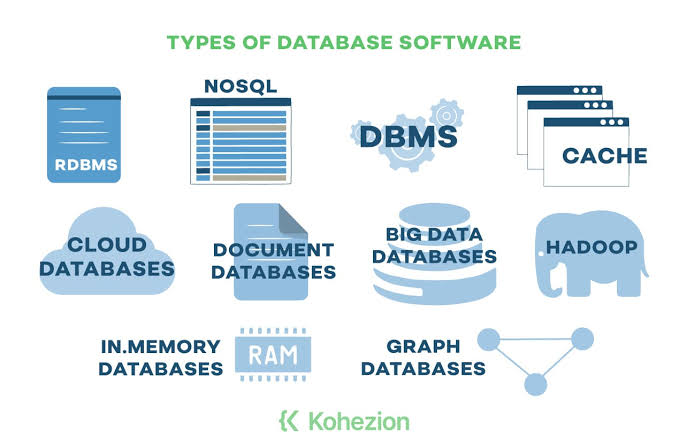 TYPES OF DATABASE SOFTWARE
RDBMS
NOSQL
DBMS
CACHE
CLOUD
DATABASES
DOCUMENT
DATABASES
BIG DATA
DATABASES
HADOOP
IN.MEMORY
DATABASES
RAM
GRAPH
DATABASES
Kohezion